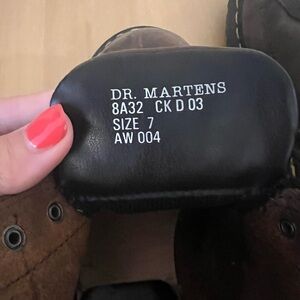 DR. MARTENS
8A32 CK D 03
SIZE 7
AW 004